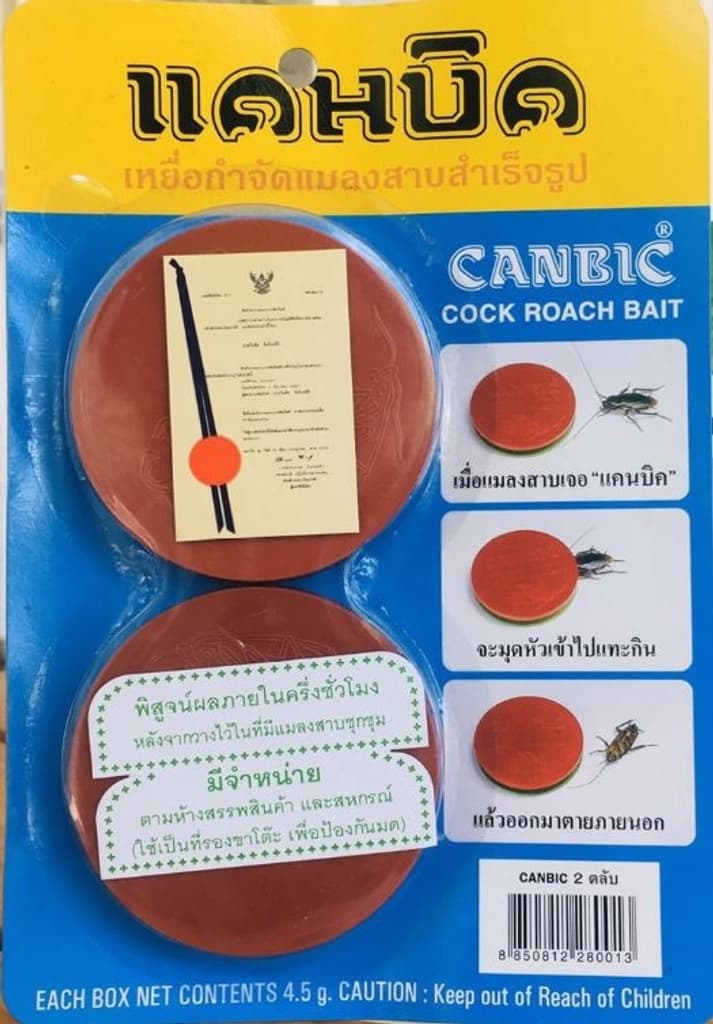 แคนบิค
เหยื่อกำจัดแมลงสาบสำเร็จรูป
CANBIC®
COCK ROACH BAIT
เมื่อแมลงสาบเจอ "แคนบิค"
จะมุดหัวเข้าไปแทะกิน
แล้วออกมาตายภายนอก
พิสูจน์ผลภายในครึ่งชั่วโมง
หลังจากวางไว้ในที่มีแมลงสาบชุกชุม
มีจำหน่าย
ตามห้างสรรพสินค้า และสหกรณ์
(ใช้เป็นที่รองขาโต๊ะ เพื่อป้องกันมด)
CANBIC 2 ตลับ
8 850812 280013
EACH BOX NET CONTENTS 4.5 g. CAUTION : Keep out of Reach of Children